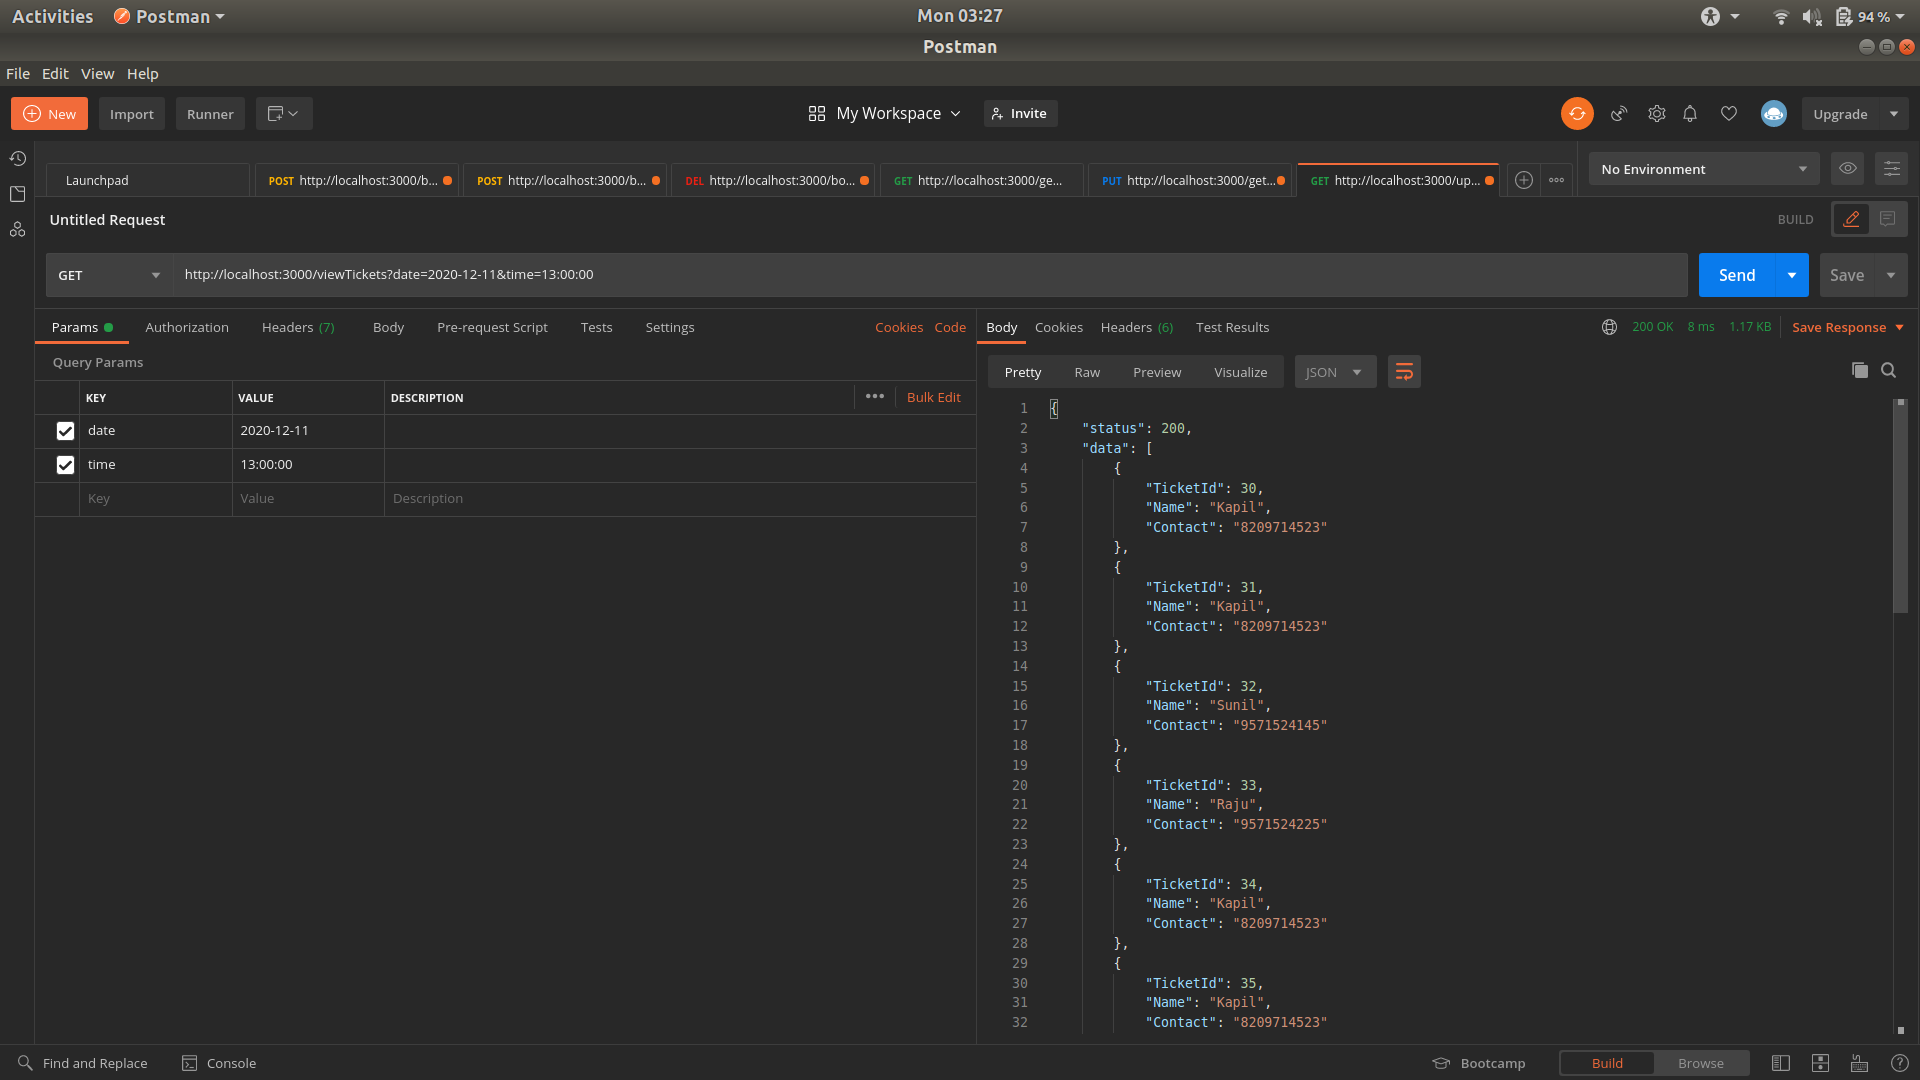 Activities Postman Mon 03:27 94 %
Postman
File Edit View Help
New Import Runner My Workspace Invite Upgrade
Launchpad POST http://localhost:3000/b... POST http://localhost:3000/b... DEL http://localhost:3000/bo... GET http://localhost:3000/ge... PUT http://localhost:3000/get... GET http://localhost:3000/up... No Environment
Untitled Request BUILD
GET http://localhost:3000/viewTickets?date=2020-12-11&time=13:00:00 Send Save
Params Authorization Headers (7) Body Pre-request Script Tests Settings Cookies Code
Query Params
KEY VALUE DESCRIPTION Bulk Edit
date 2020-12-11
time 13:00:00
Key Value Description
Body Cookies Headers (6) Test Results 200 OK 8 ms 1.17 KB Save Response
Pretty Raw Preview Visualize JSON
1 {
2 "status": 200,
3 "data": [
4 {
5 "TicketId": 30,
6 "Name": "Kapil",
7 "Contact": "8209714523"
8 },
9 {
10 "TicketId": 31,
11 "Name": "Kapil",
12 "Contact": "8209714523"
13 },
14 {
15 "TicketId": 32,
16 "Name": "Sunil",
17 "Contact": "9571524145"
18 },
19 {
20 "TicketId": 33,
21 "Name": "Raju",
22 "Contact": "9571524225"
23 },
24 {
25 "TicketId": 34,
26 "Name": "Kapil",
27 "Contact": "8209714523"
28 },
29 {
30 "TicketId": 35,
31 "Name": "Kapil",
32 "Contact": "8209714523"
Find and Replace Console Bootcamp Build Browse